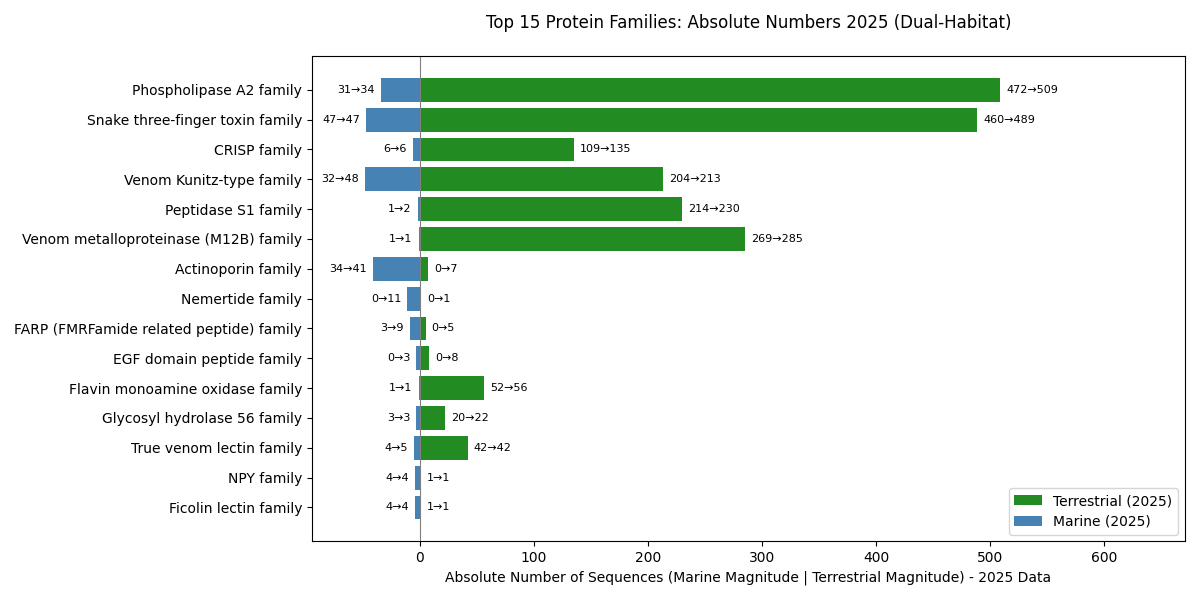 Top 15 Protein Families: Absolute Numbers 2025 (Dual-Habitat)
Phospholipase A2 family 31→34 472→509
Snake three-finger toxin family 47→47 460→489
CRISP family 6→6 109→135
Venom Kunitz-type family 32→48 204→213
Peptidase S1 family 1→2 214→230
Venom metalloproteinase (M12B) family 1→1 269→285
Actinoporin family 34→41 0→7
Nemertide family 0→11 0→1
FARP (FMRFamide related peptide) family 3→9 0→5
EGF domain peptide family 0→3 0→8
Flavin monoamine oxidase family 1→1 52→56
Glycosyl hydrolase 56 family 3→3 20→22
True venom lectin family 4→5 42→42
NPY family 4→4 1→1
Ficolin lectin family 4→4 1→1
Terrestrial (2025)
Marine (2025)
0 100 200 300 400 500 600
Absolute Number of Sequences (Marine Magnitude | Terrestrial Magnitude) - 2025 Data